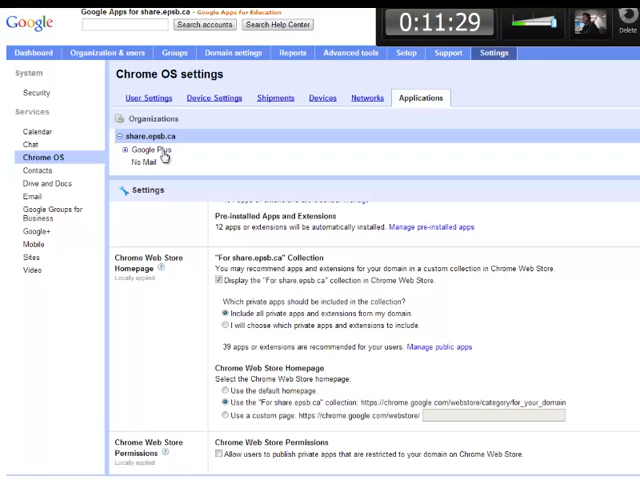 Google
Google Apps for share.epsb.ca - Google Apps for Education
Search accounts
Search Help Center
0:11:29
Delete
Dashboard
Organization & users
Groups
Domain settings
Reports
Advanced tools
Setup
Support
Settings
System
Security
Services
Calendar
Chat
Chrome OS
Contacts
Drive and Docs
Email
Google Groups for
Business
Google+
Mobile
Sites
Video
Chrome OS settings
User Settings
Device Settings
Shipments
Devices
Networks
Applications
Organizations
share.epsb.ca
Google Plus
No Mail
Settings
Pre-installed Apps and Extensions
12 apps or extensions will be automatically installed. Manage pre-installed apps
Chrome Web Store
Homepage ?
Locally applied
"For share.epsb.ca" Collection
You may recommend apps and extensions for your domain in a custom collection in Chrome Web Store.
Display the "For share.epsb.ca" collection in Chrome Web Store.
Which private apps should be included in the collection?
Include all private apps and extensions from my domain.
I will choose which private apps and extensions to include.
39 apps or extensions are recommended for your users. Manage public apps
Chrome Web Store Homepage
Select the Chrome Web Store homepage:
Use the default homepage.
Use the "For share.epsb.ca" collection: https://chrome.google.com/webstore/category/for_your_domain
Use a custom page: https://chrome.google.com/webstore/
Chrome Web Store
Permissions ?
Locally applied
Chrome Web Store Permissions
Allow users to publish private apps that are restricted to your domain on Chrome Web Store.